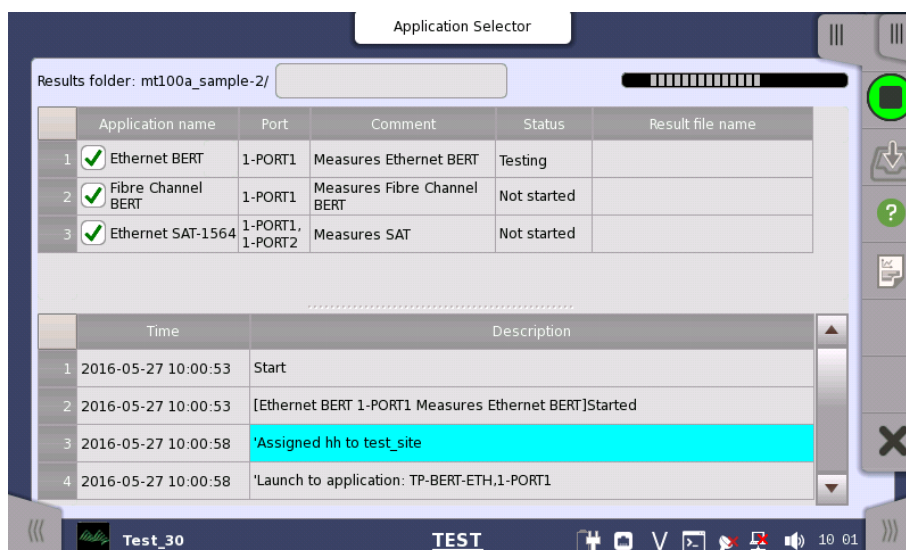 Application Selector
Results folder: mt100a_sample-2/
Application name Port Comment Status Result file name
1 Ethernet BERT 1-PORT1 Measures Ethernet BERT Testing
2 Fibre Channel BERT 1-PORT1 Measures Fibre Channel BERT Not started
3 Ethernet SAT-1564 1-PORT1, 1-PORT2 Measures SAT Not started
Time Description
1 2016-05-27 10:00:53 Start
2 2016-05-27 10:00:53 [Ethernet BERT 1-PORT1 Measures Ethernet BERT]Started
3 2016-05-27 10:00:58 'Assigned hh to test_site
4 2016-05-27 10:00:58 'Launch to application: TP-BERT-ETH,1-PORT1
Test_30 TEST V 10 01